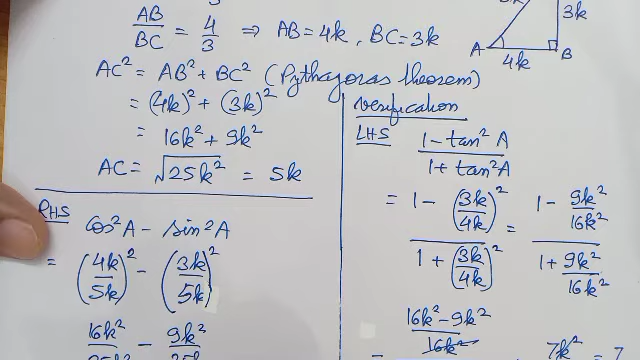 AB/BC = 4/3 ⇒ AB = 4k, BC = 3k
3k
A
B
4k
AC² = AB² + BC² (Pythagoras theorem)
= (4k)² + (3k)²
= 16k² + 9k²
AC = √25k² = 5k
RHS
cos²A - sin²A
= (4k/5k)² - (3k/5k)²
16k² - 9k²
Verification
LHS
1 - tan²A / 1 + tan²A
= 1 - (3k/4k)² / 1 + (3k/4k)² = 1 - 9k²/16k² / 1 + 9k²/16k²
16k² - 9k² / 16k²
7k² = 7